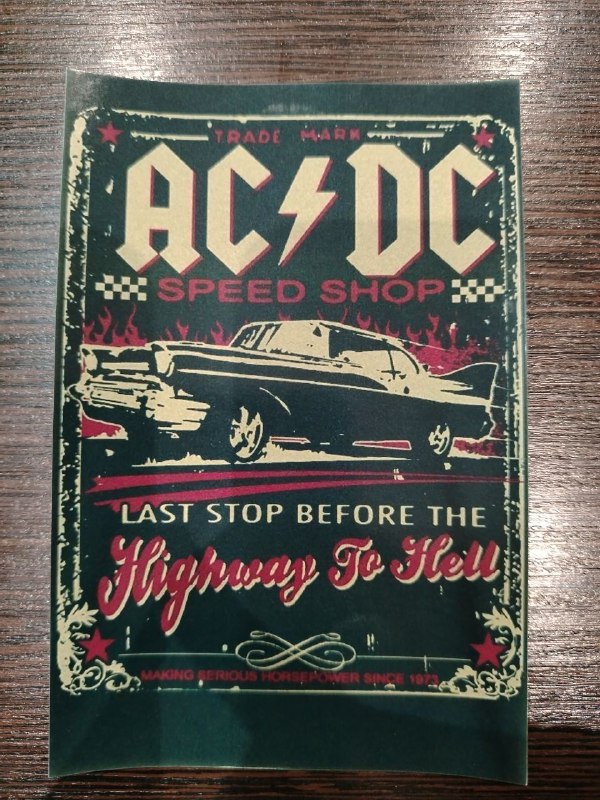 TRADE MARK
AC⚡DC
SPEED SHOP
LAST STOP BEFORE THE
Highway To Hell
MAKING SERIOUS HORSEPOWER SINCE 1973